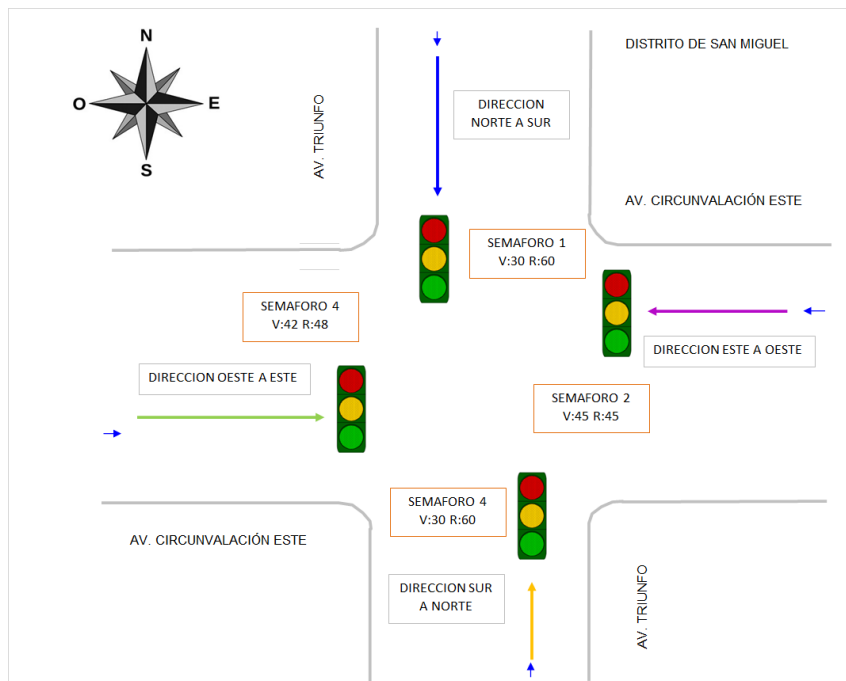 N
DISTRITO DE SAN MIGUEL
O
E
S
AV. TRIUNFO
DIRECCION
NORTE A SUR
AV. CIRCUNVALACIÓN ESTE
SEMAFORO 1
V:30 R:60
SEMAFORO 4
V:42 R:48
DIRECCION ESTE A OESTE
DIRECCION OESTE A ESTE
SEMAFORO 2
V:45 R:45
SEMAFORO 4
V:30 R:60
AV. CIRCUNVALACIÓN ESTE
DIRECCION SUR
A NORTE
AV. TRIUNFO